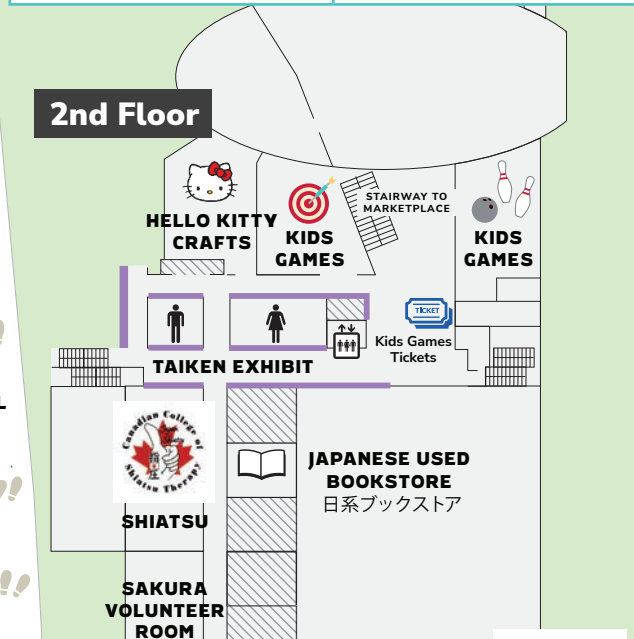 2nd Floor
HELLO KITTY
CRAFTS
KIDS
GAMES
STAIRWAY TO
MARKETPLACE
KIDS
GAMES
TICKET
Kids Games
Tickets
TAIKEN EXHIBIT
Canadian College of
Shiatsu Therapy
SHIATSU
JAPANESE USED
BOOKSTORE
日系ブックストア
SAKURA
VOLUNTEER
ROOM
L